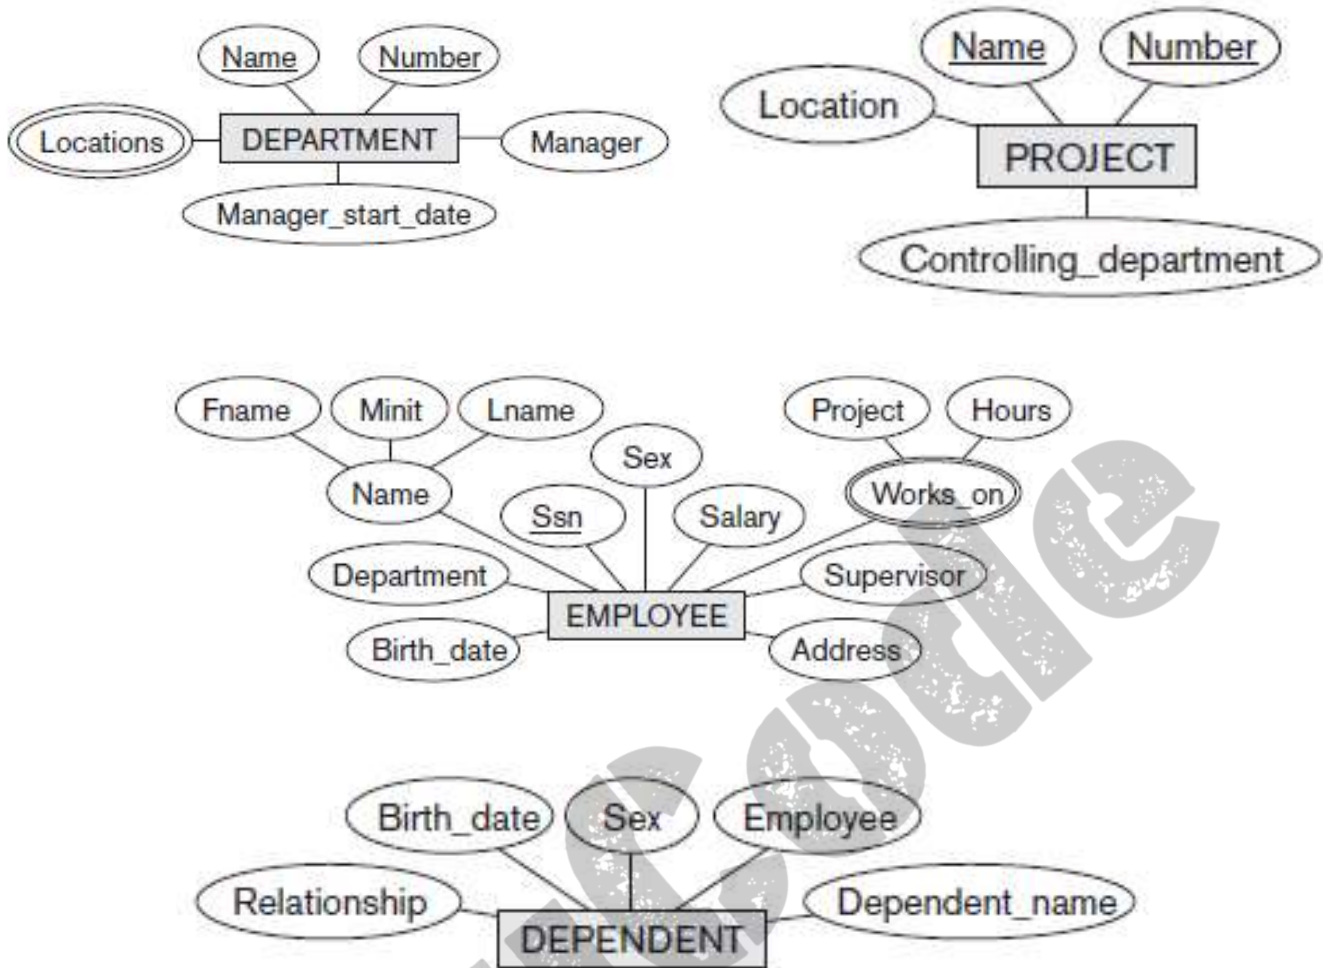 Name Number
Locations DEPARTMENT Manager
Manager_start_date
Name Number
Location
PROJECT
Controlling_department
Fname Minit Lname Project Hours
Sex
Name Works_on
Ssn Salary
Department Supervisor
EMPLOYEE
Birth_date Address
Birth_date Sex Employee
Relationship Dependent_name
DEPENDENT
Code